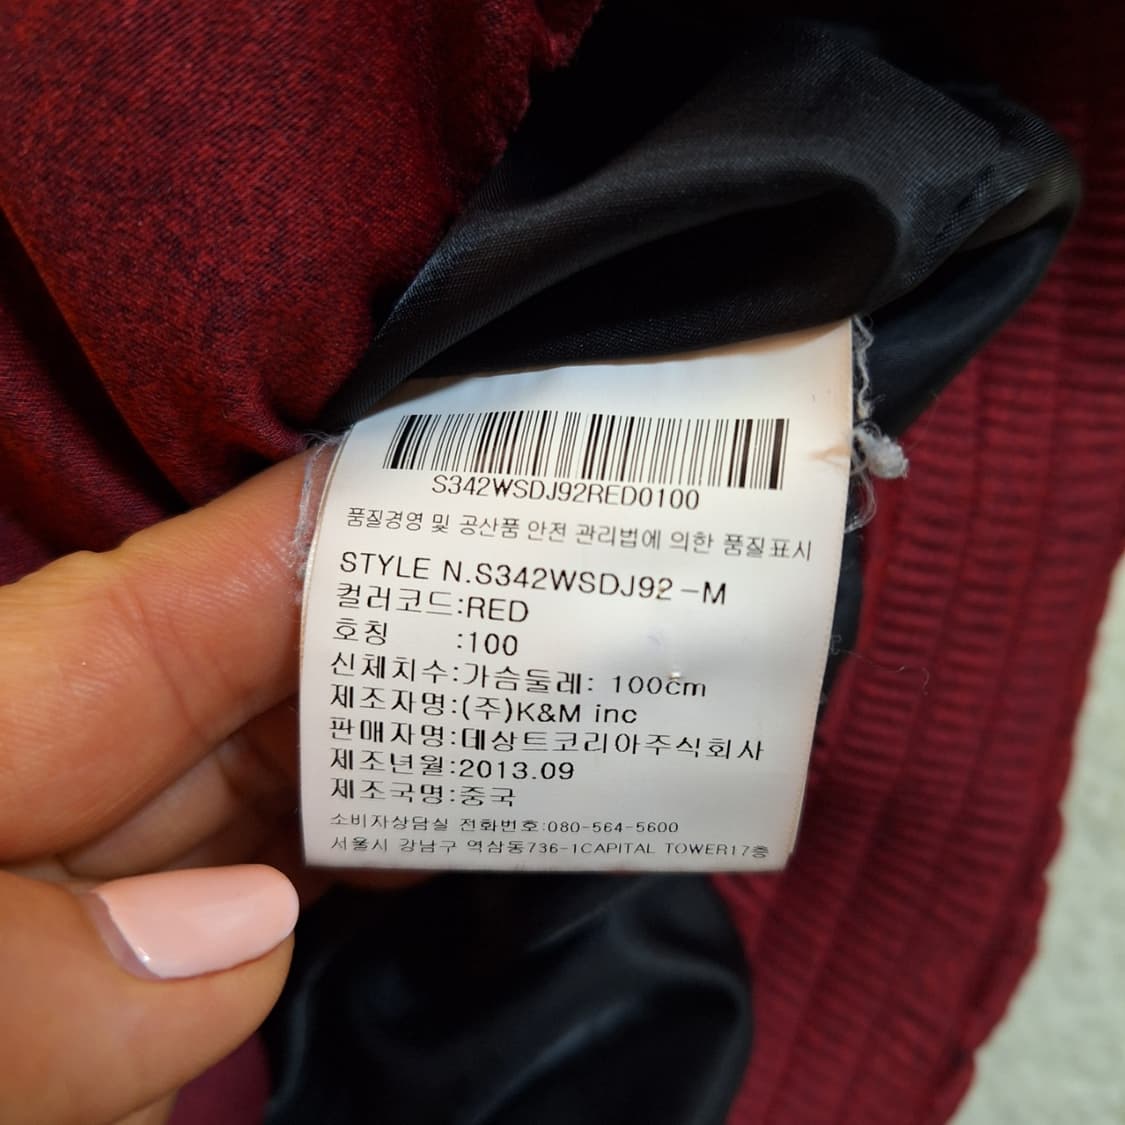 S342WSDJ92RED0100
품질경영 및 공산품 안전 관리법에 의한 품질표시
STYLE N.S342WSDJ92-M
컬러코드:RED
호칭 :100
신체치수:가슴둘레: 100cm
제조자명:(주)K&M inc
판매자명:데상트코리아주식회사
제조년월:2013.09
제조국명:중국
소비자상담실 전화번호:080-564-5600
서울시 강남구 역삼동736-1CAPITAL TOWER17층